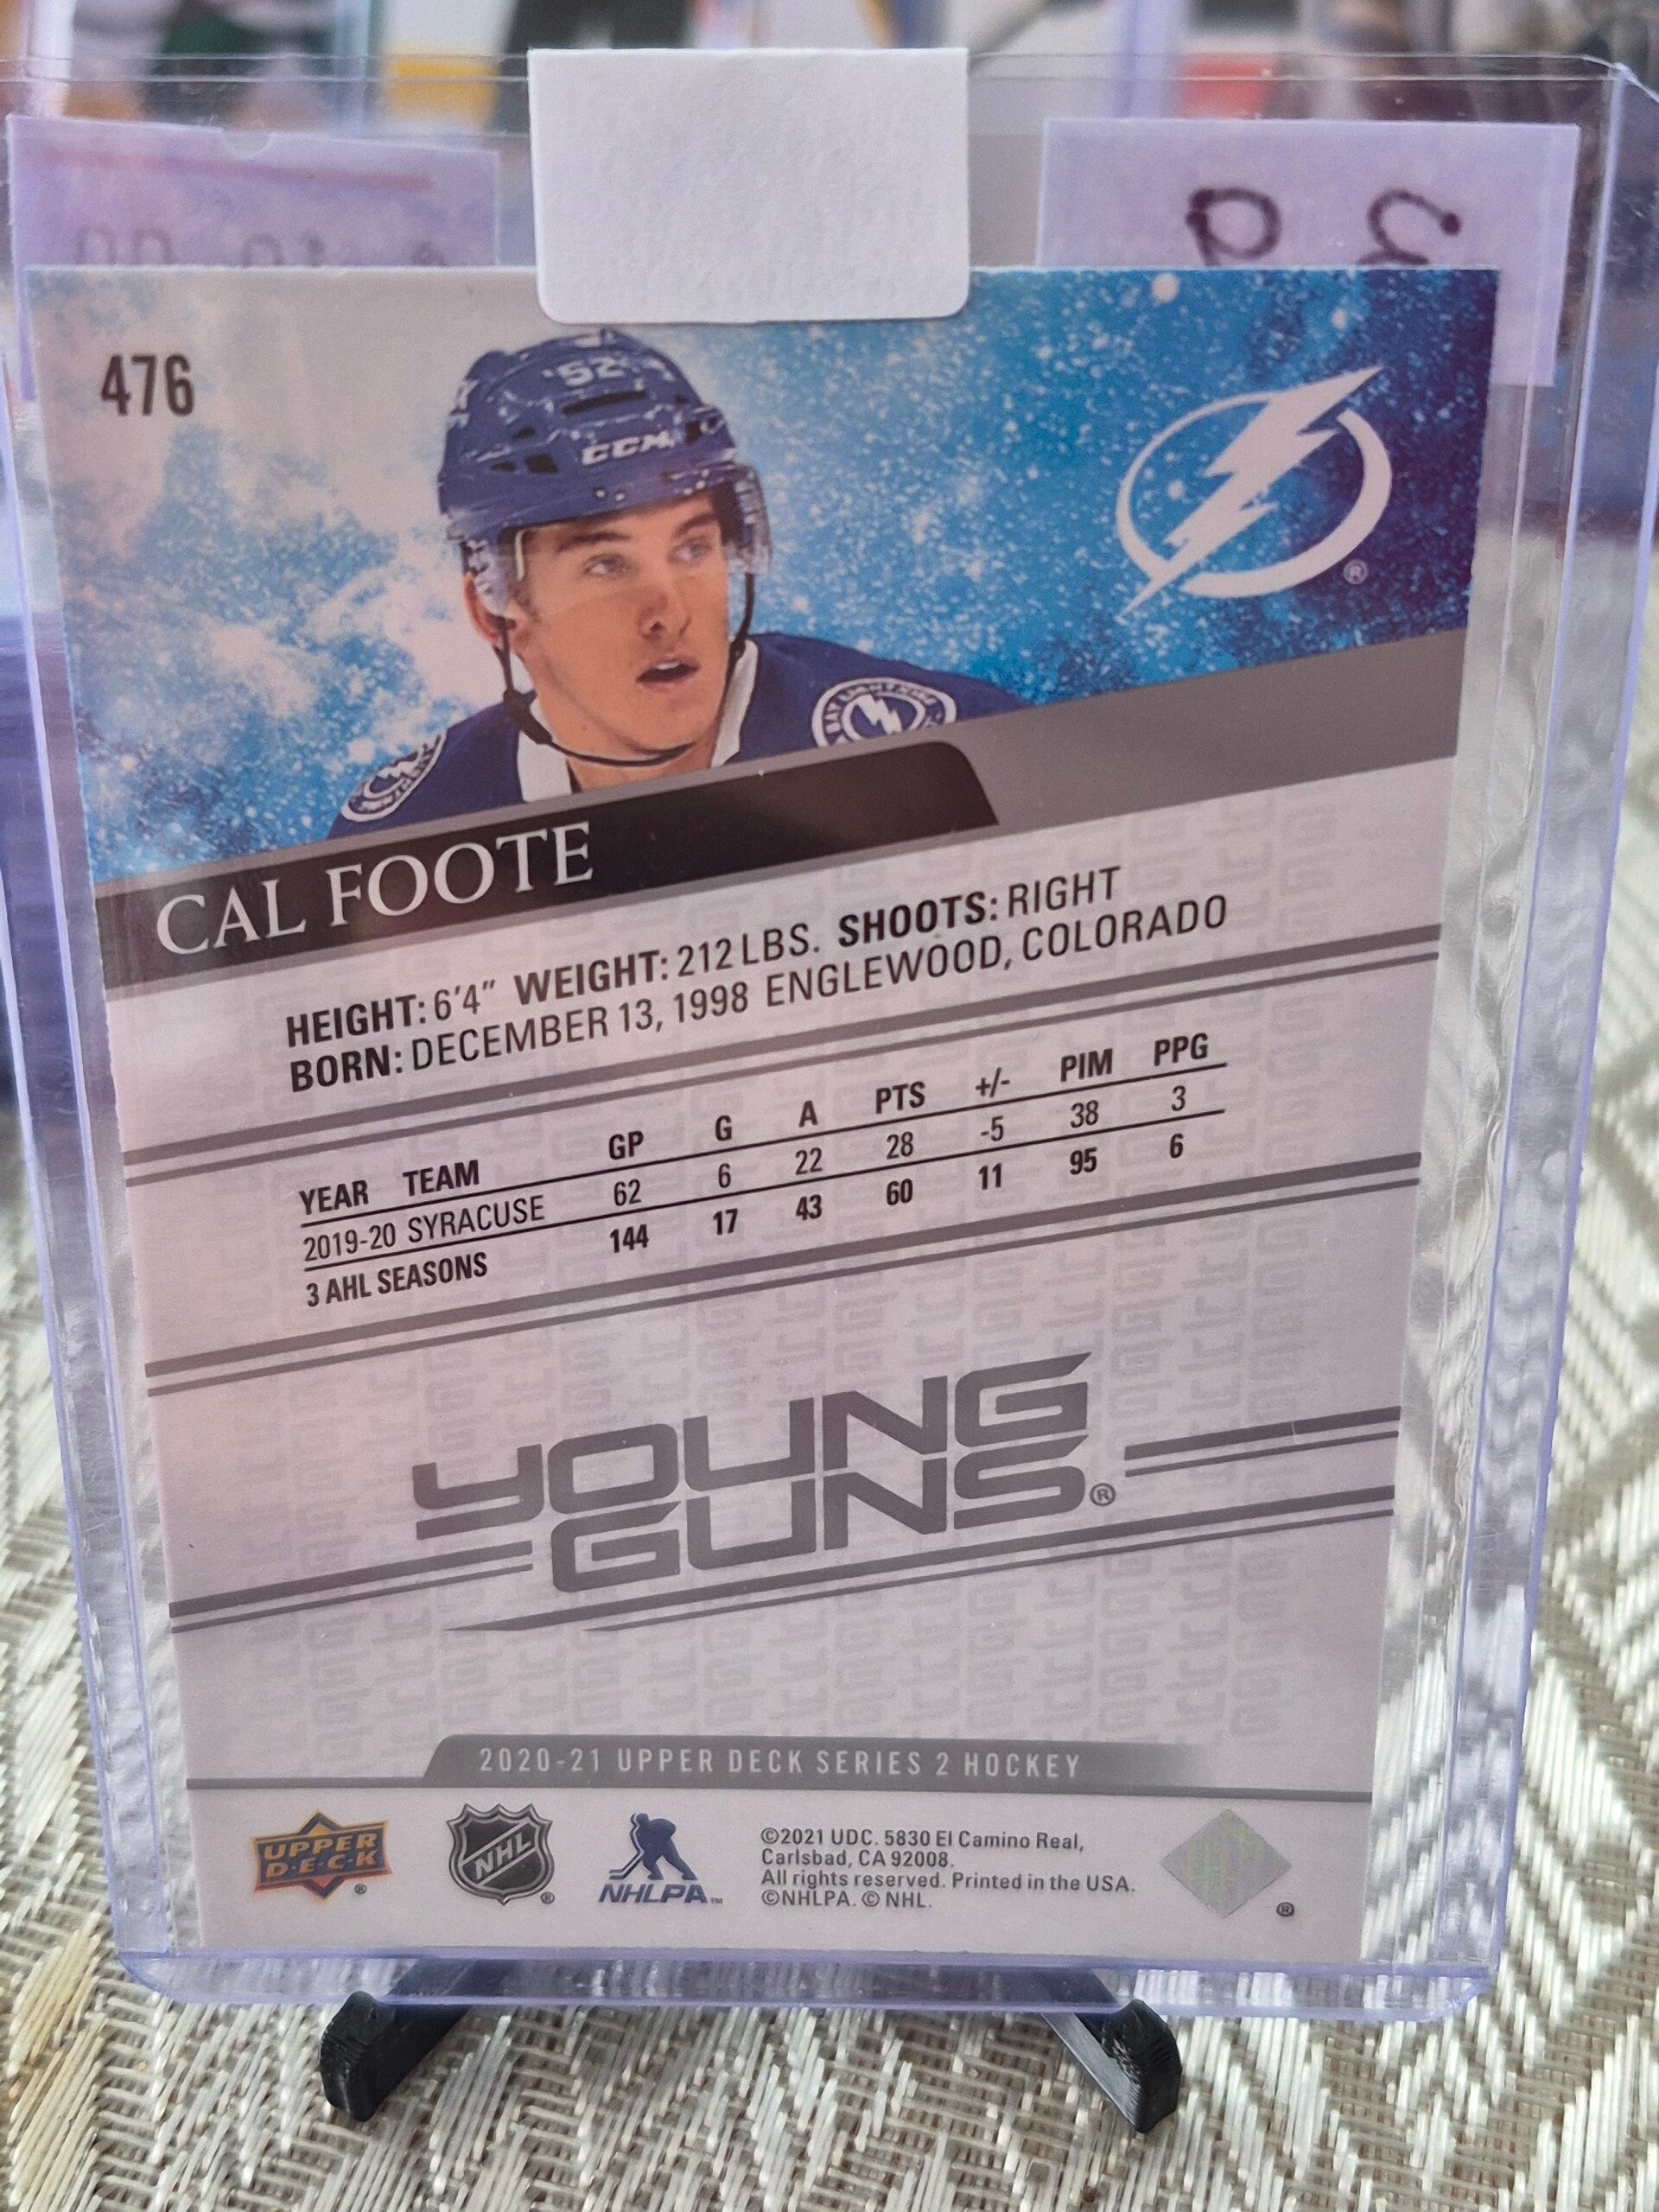 476
52
CCM
CAL FOOTE
HEIGHT: 6'4" WEIGHT: 212 LBS. SHOOTS: RIGHT
BORN: DECEMBER 13, 1998 ENGLEWOOD, COLORADO
YEAR TEAM GP G A PTS +/- PIM PPG
2019-20 SYRACUSE 62 6 22 28 -5 38 3
3 AHL SEASONS 144 17 43 60 11 95 6
YOUNG
GUNS®
2020-21 UPPER DECK SERIES 2 HOCKEY
UPPER
D·E·C·K
®
NHL
®
NHLPA™
©2021 UDC. 5830 El Camino Real,
Carlsbad, CA 92008.
All rights reserved. Printed in the USA.
©NHLPA. © NHL.
®